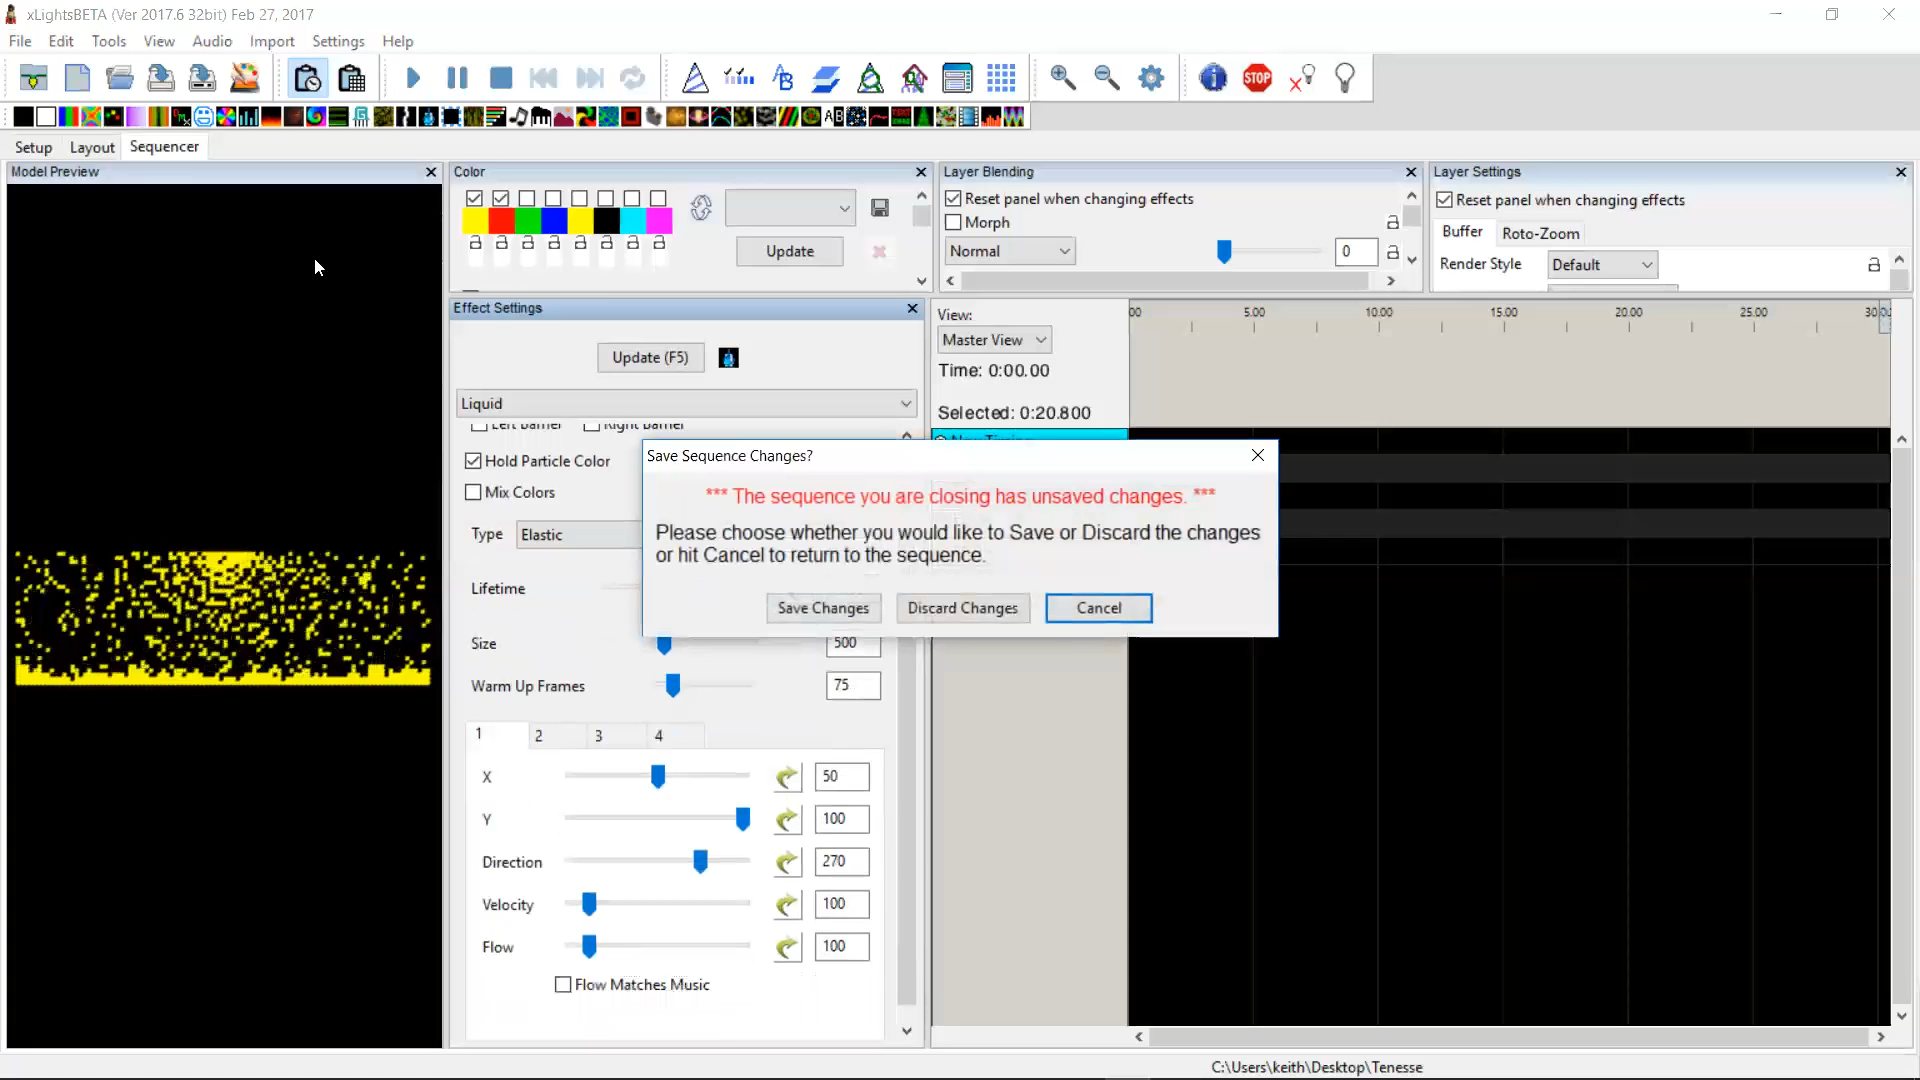 xLightsBETA (Ver 2017.6 32bit) Feb 27, 2017
File Edit Tools View Audio Import Settings Help
STOP
Setup Layout Sequencer
Model Preview
Color
Layer Blending
Layer Settings
Reset panel when changing effects
Reset panel when changing effects
Morph
Update
Normal
0
Buffer Roto-Zoom
Render Style Default
Effect Settings
Update (F5)
Liquid
Left Barrier Right Barrier
Hold Particle Color
Mix Colors
Type Elastic
Lifetime
Size 500
Warm Up Frames 75
1 2 3 4
X 50
Y 100
Direction 270
Velocity 100
Flow 100
Flow Matches Music
View:
Master View
Time: 0:00.00
Selected: 0:20.800
5.00 10.00 15.00 20.00 25.00
Save Sequence Changes?
*** The sequence you are closing has unsaved changes. ***
Please choose whether you would like to Save or Discard the changes
or hit Cancel to return to the sequence.
Save Changes Discard Changes Cancel
C:\Users\keith\Desktop\Tenesse